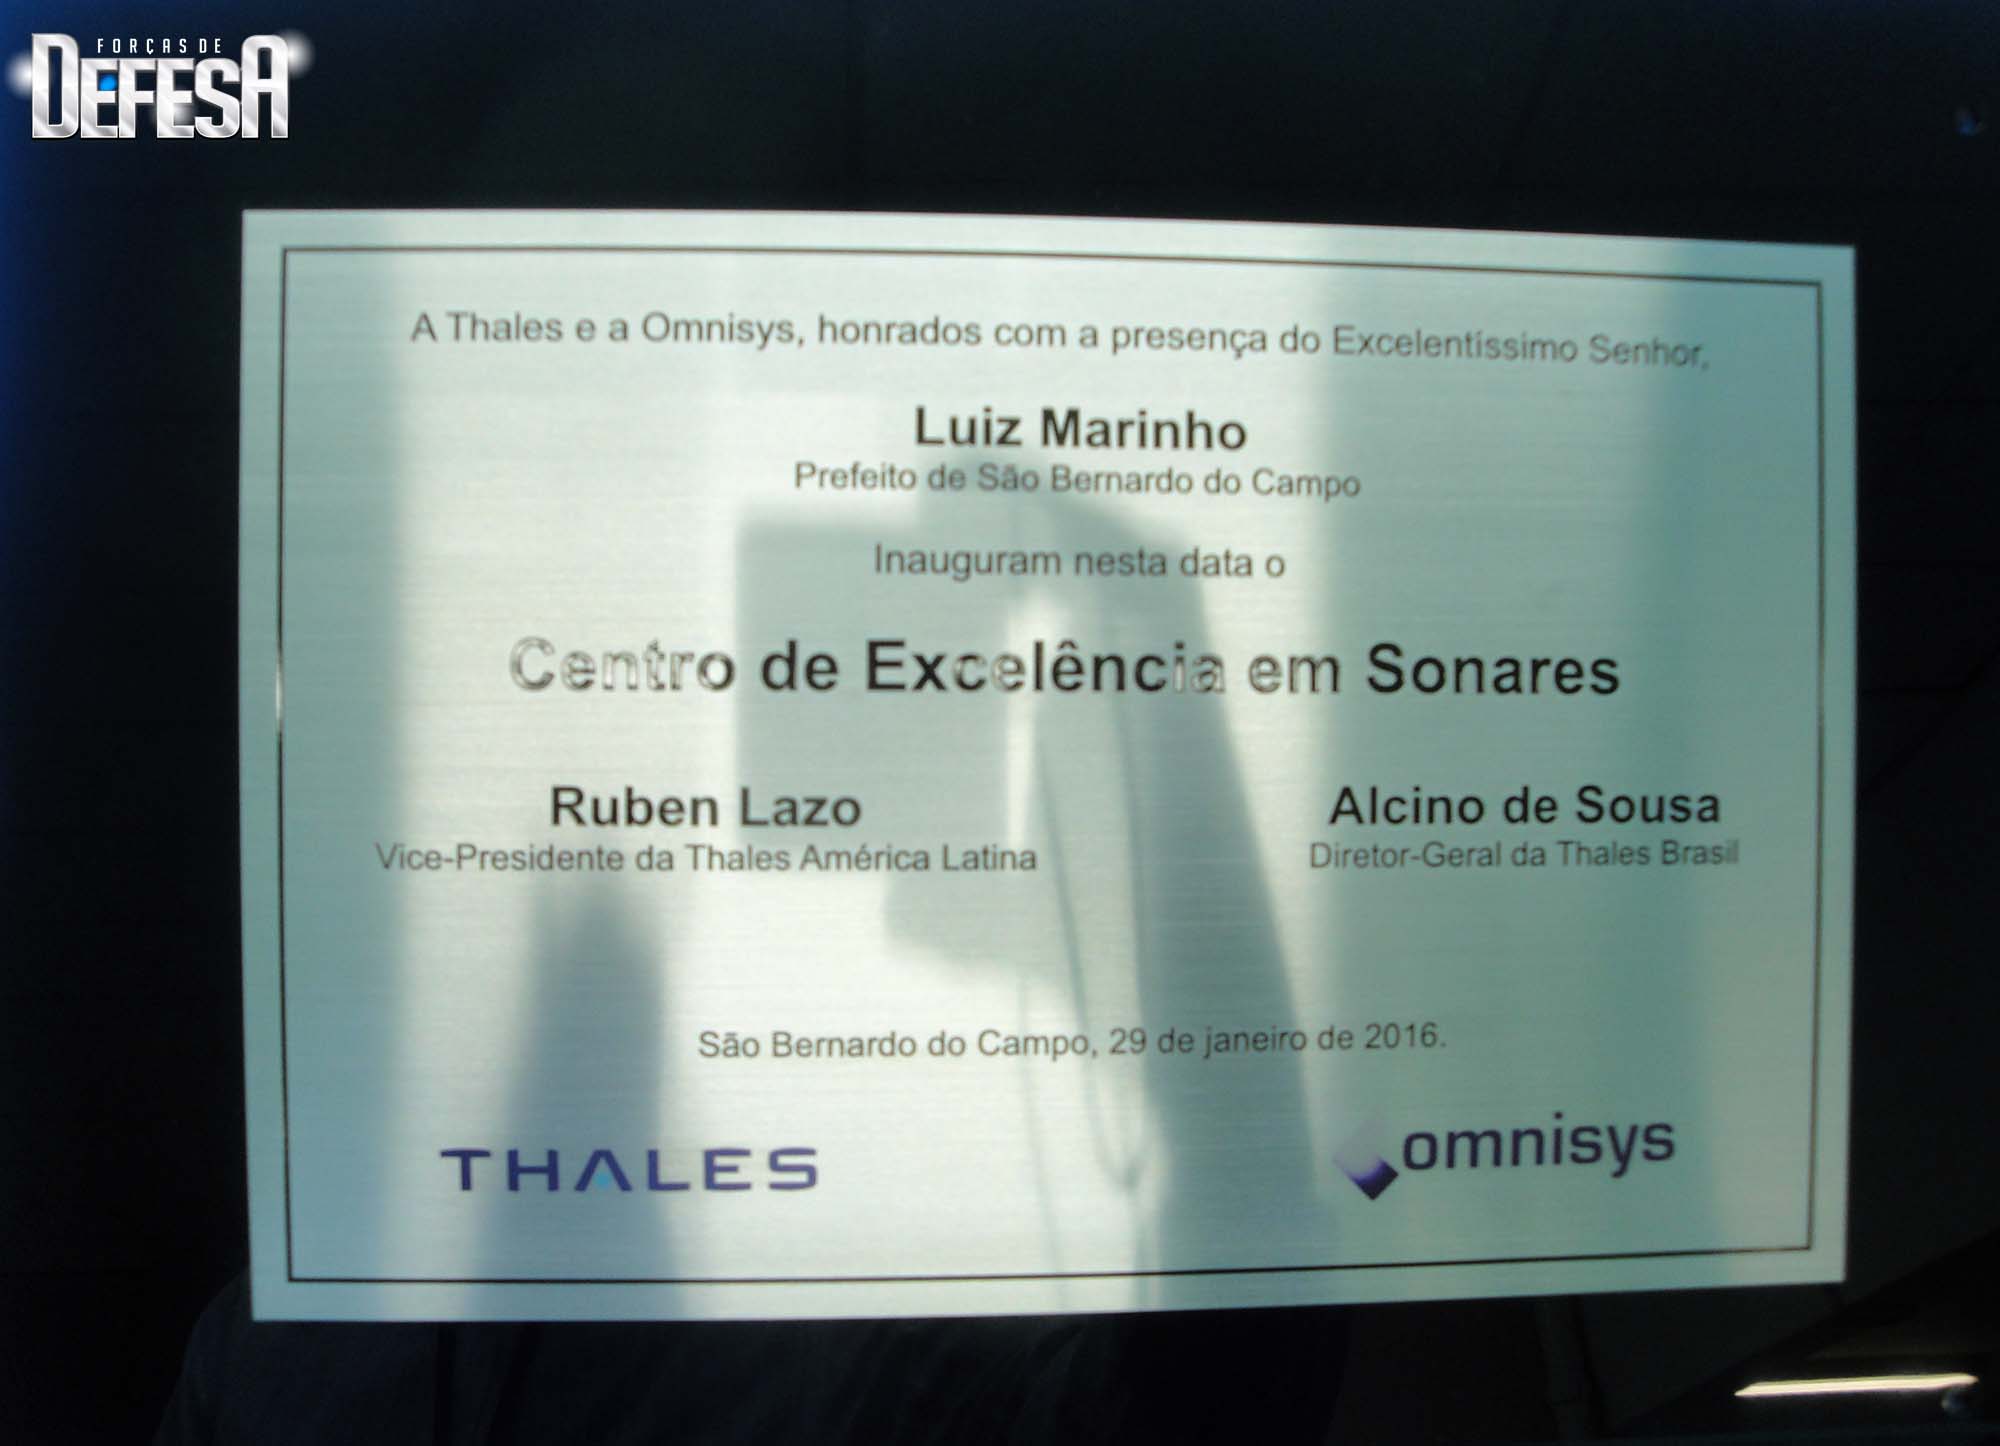 FORÇAS DE
DEFESA
A Thales e a Omnisys, honrados com a presença do Excelentíssimo Senhor,
Luiz Marinho
Prefeito de São Bernardo do Campo
Inauguram nesta data o
Centro de Excelência em Sonares
Ruben Lazo
Vice-Presidente da Thales América Latina
Alcino de Sousa
Diretor-Geral da Thales Brasil
São Bernardo do Campo, 29 de janeiro de 2016.
THALES
omnisys